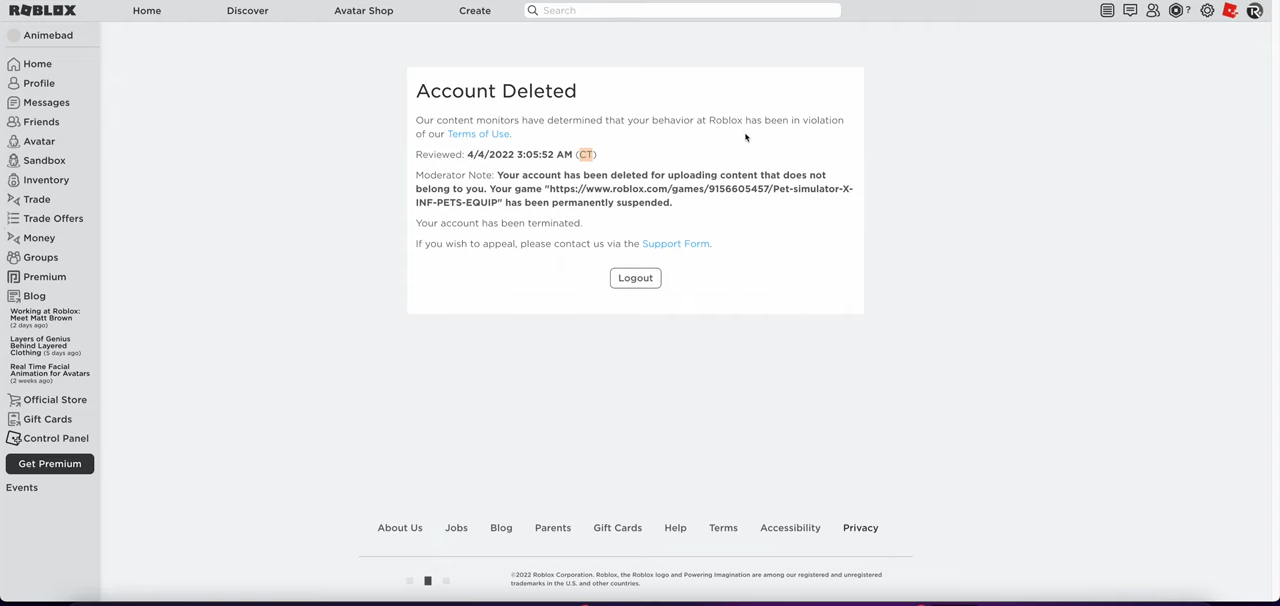 ROBLOX
Home
Discover
Avatar Shop
Create
Search
?
Animebad
Home
Profile
Messages
Friends
Avatar
Sandbox
Inventory
Trade
Trade Offers
Money
Groups
Premium
Blog
Working at Roblox:
Meet Matt Brown
(2 days ago)
Layers of Genius
Behind Layered
Clothing (5 days ago)
Real Time Facial
Animation for Avatars
(2 weeks ago)
Official Store
Gift Cards
Control Panel
Get Premium
Events
Account Deleted
Our content monitors have determined that your behavior at Roblox has been in violation
of our Terms of Use.
Reviewed: 4/4/2022 3:05:52 AM (CT)
Moderator Note: Your account has been deleted for uploading content that does not
belong to you. Your game "https://www.roblox.com/games/9156605457/Pet-simulator-X-
INF-PETS-EQUIP" has been permanently suspended.
Your account has been terminated.
If you wish to appeal, please contact us via the Support Form.
Logout
About Us
Jobs
Blog
Parents
Gift Cards
Help
Terms
Accessibility
Privacy
©2022 Roblox Corporation. Roblox, the Roblox logo and Powering Imagination are among our registered and unregistered
trademarks in the U.S. and other countries.